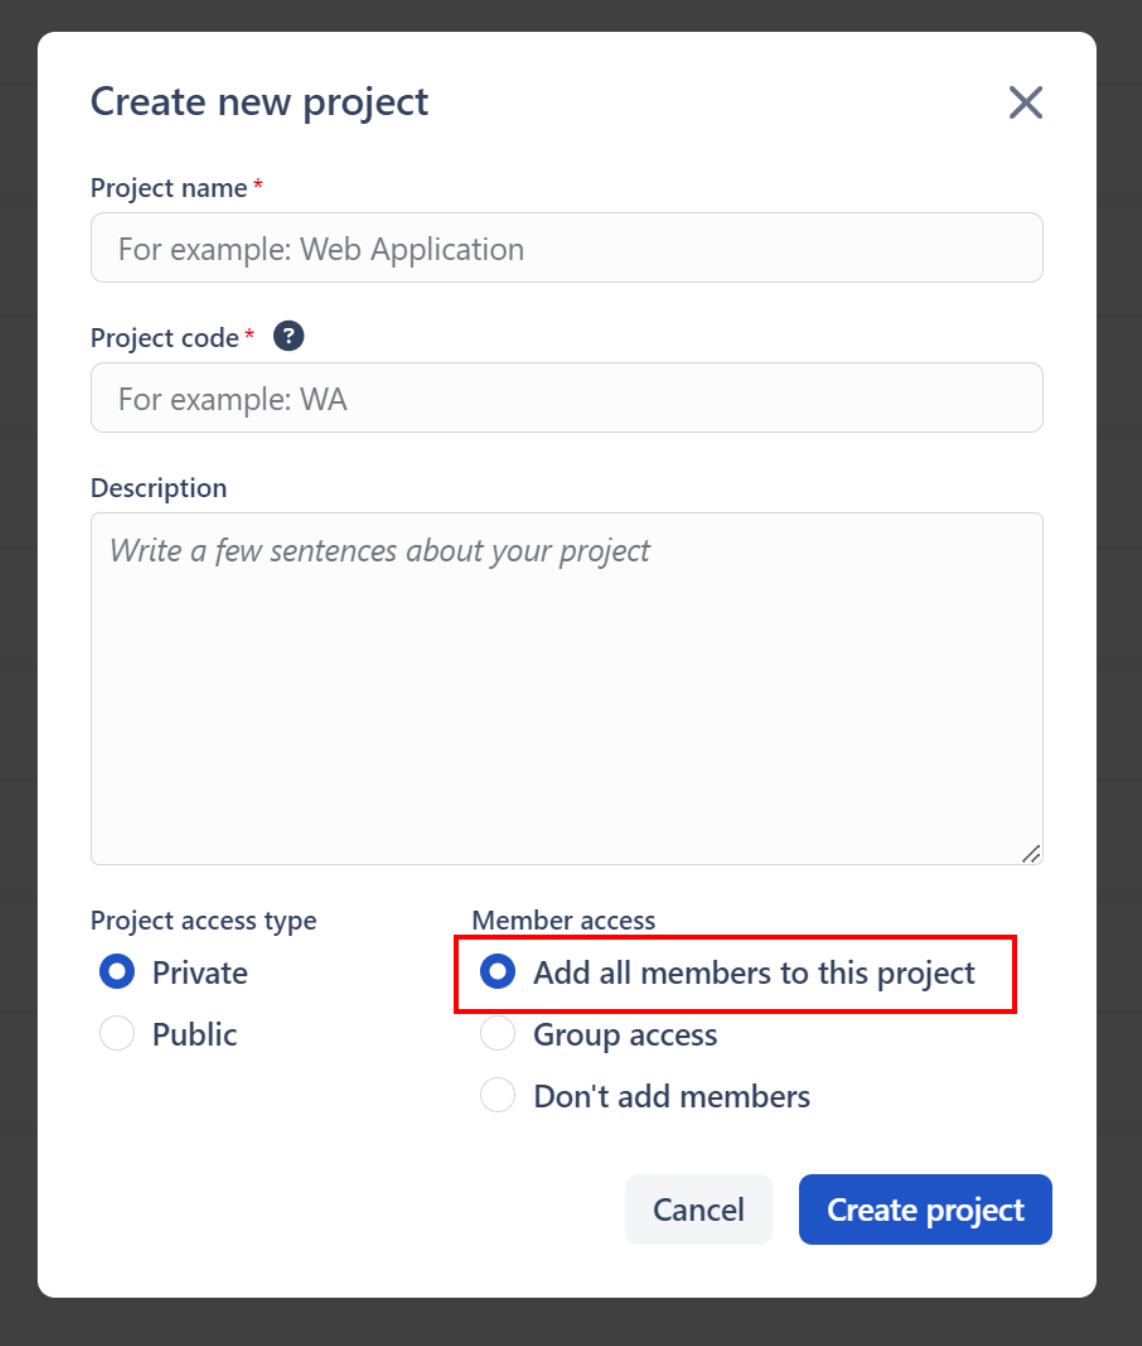 Create new project
Project name *
For example: Web Application
Project code * ?
For example: WA
Description
Write a few sentences about your project
Project access type
Private
Public
Member access
Add all members to this project
Group access
Don't add members
Cancel
Create project